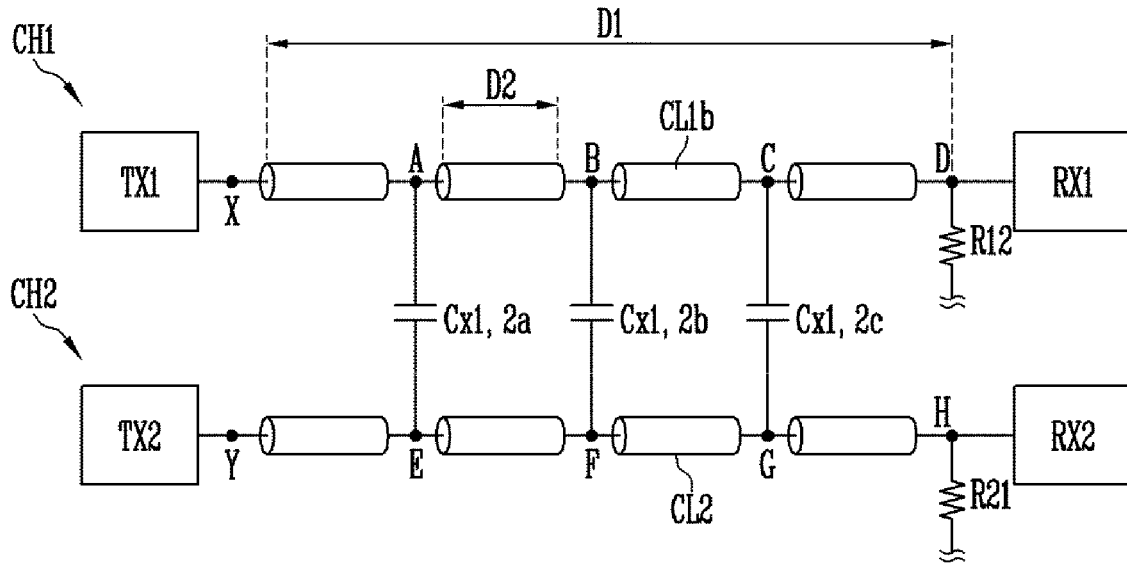 D1
CH1
D2
CL1b
TX1
X
A
B
C
D
RX1
R12
CH2
Cx1, 2a
Cx1, 2b
Cx1, 2c
TX2
Y
E
F
G
H
RX2
CL2
R21